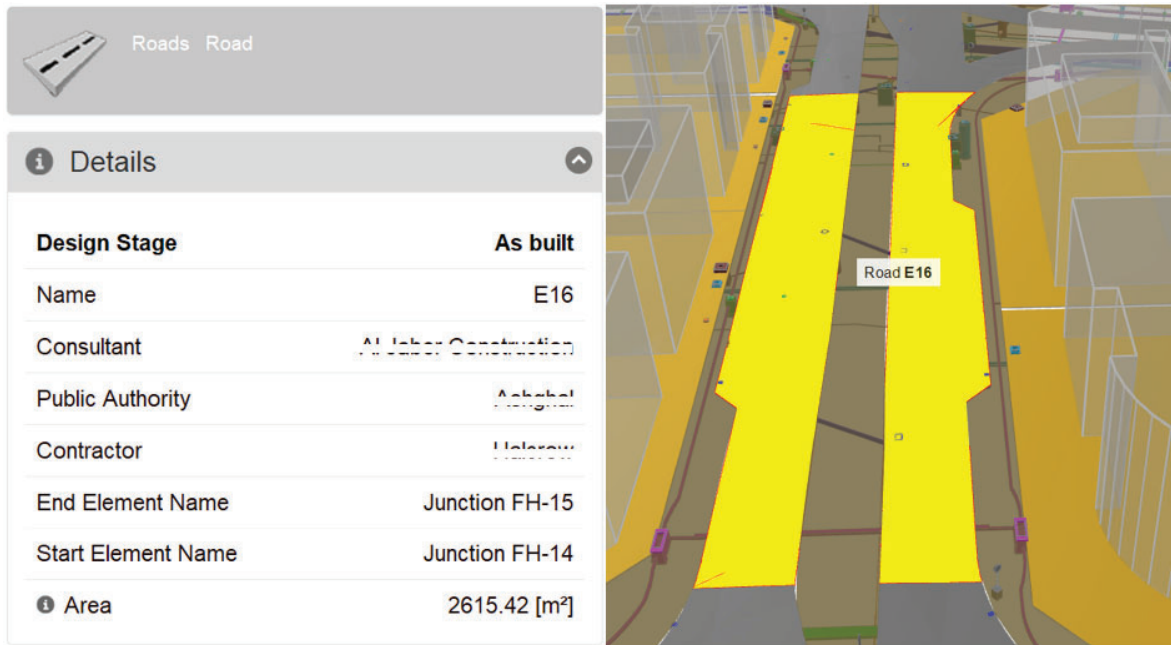 Roads Road
Details
Design Stage As built
Name E16
Consultant
Public Authority
Contractor
End Element Name Junction FH-15
Start Element Name Junction FH-14
Area 2615.42 [m²]
Road E16